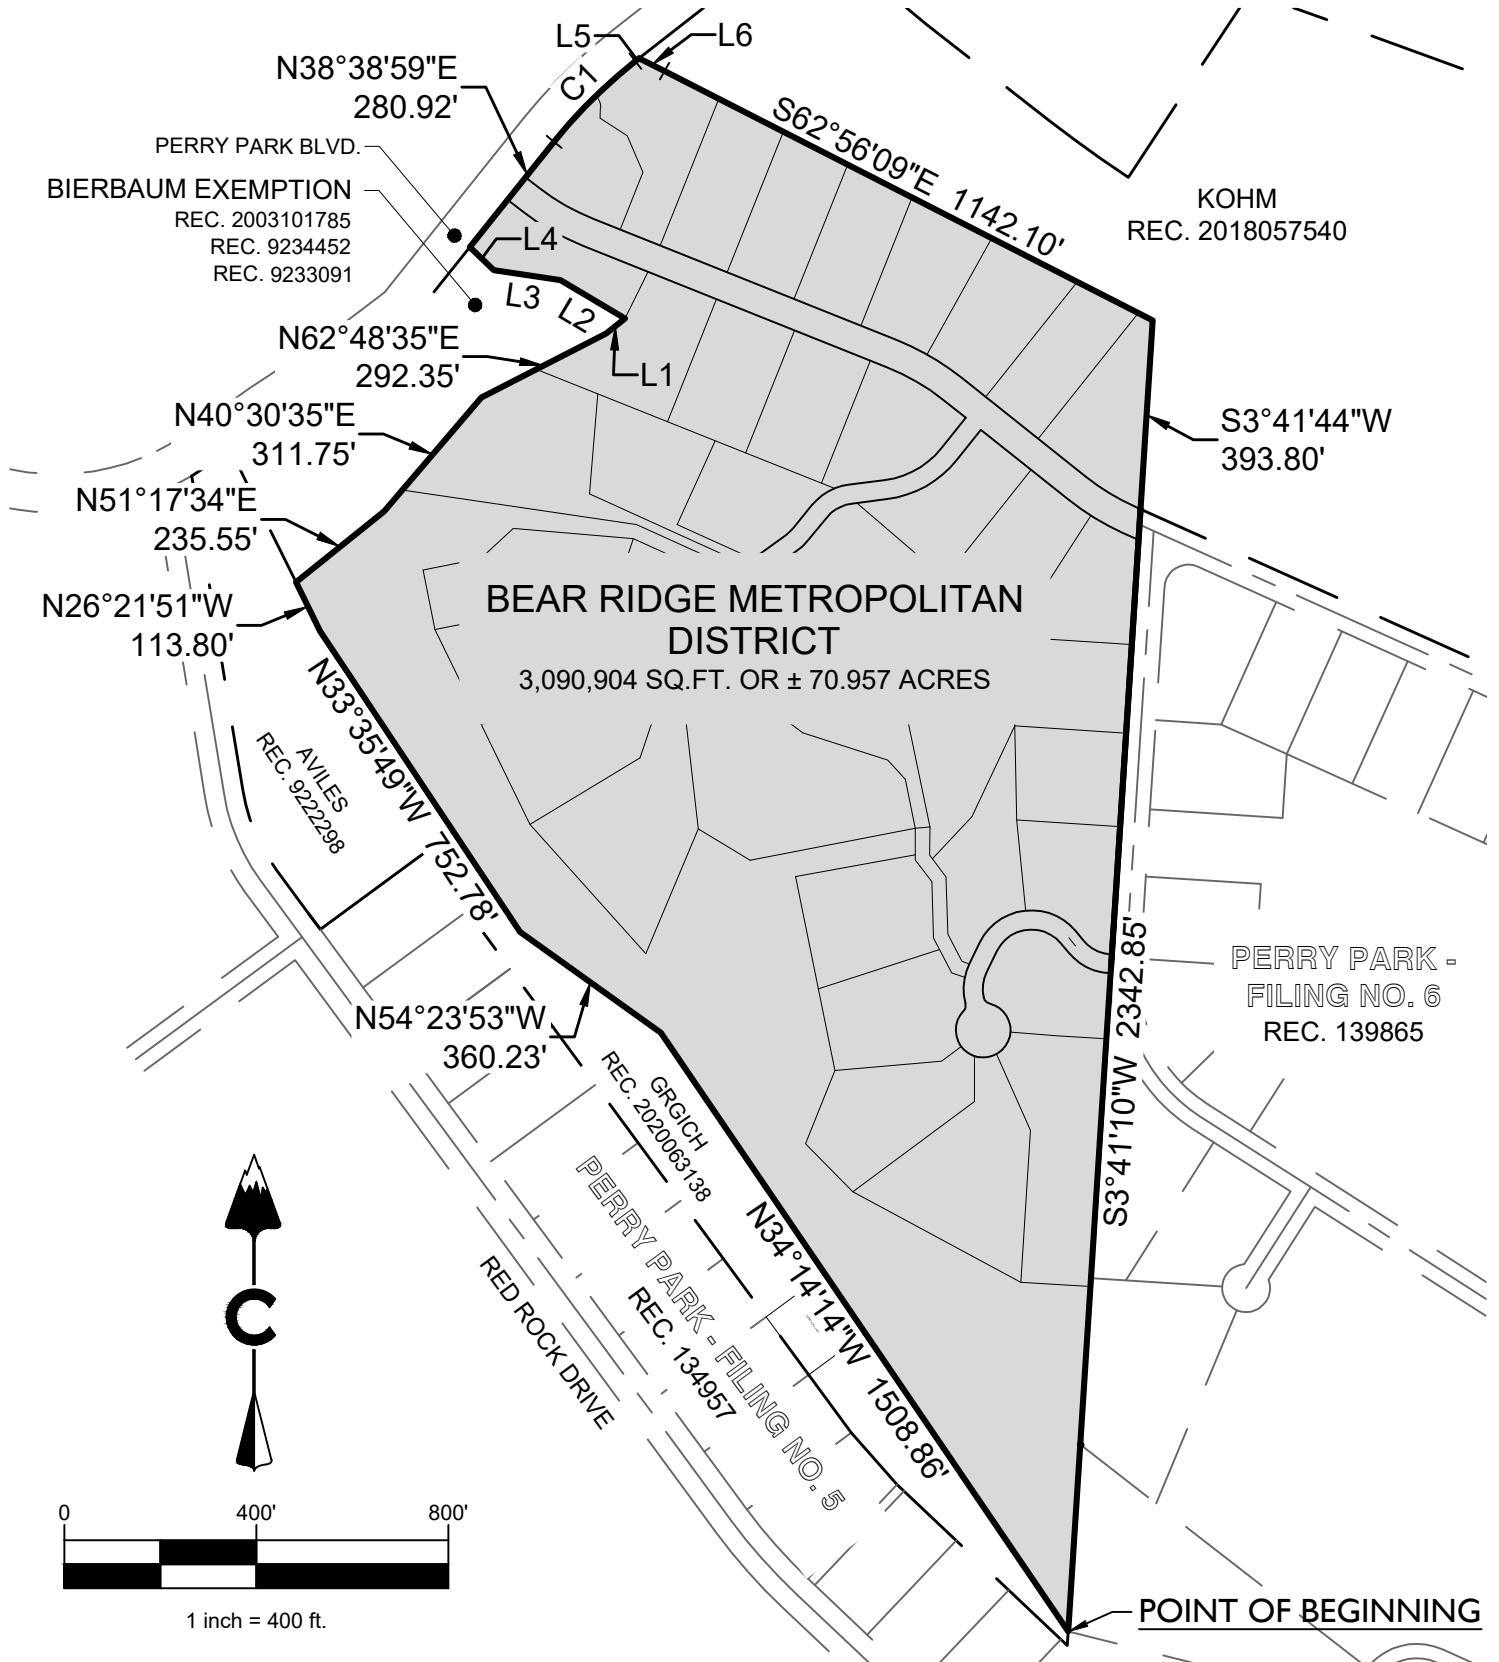 L5
L6
N38°38'59"E
280.92'
C1
S62°56'09"E 1142.10'
PERRY PARK BLVD.
BIERBAUM EXEMPTION
REC. 2003101785
REC. 9234452
REC. 9233091
KOHM
REC. 2018057540
L4
L3
L2
L1
N62°48'35"E
292.35'
N40°30'35"E
311.75'
S3°41'44"W
393.80'
N51°17'34"E
235.55'
N26°21'51"W
113.80'
BEAR RIDGE METROPOLITAN
DISTRICT
3,090,904 SQ.FT. OR ± 70.957 ACRES
N33°35'49"W 752.78'
AVILES
REC. 9222298
N54°23'53"W
360.23'
S3°41'10"W 2342.85'
PERRY PARK -
FILING NO. 6
REC. 139865
GRGICH
REC. 2020063138
PERRY PARK - FILING NO. 5
REC. 134957
N34°14'14"W 1508.86'
RED ROCK DRIVE
C
0 400' 800'
1 inch = 400 ft.
POINT OF BEGINNING